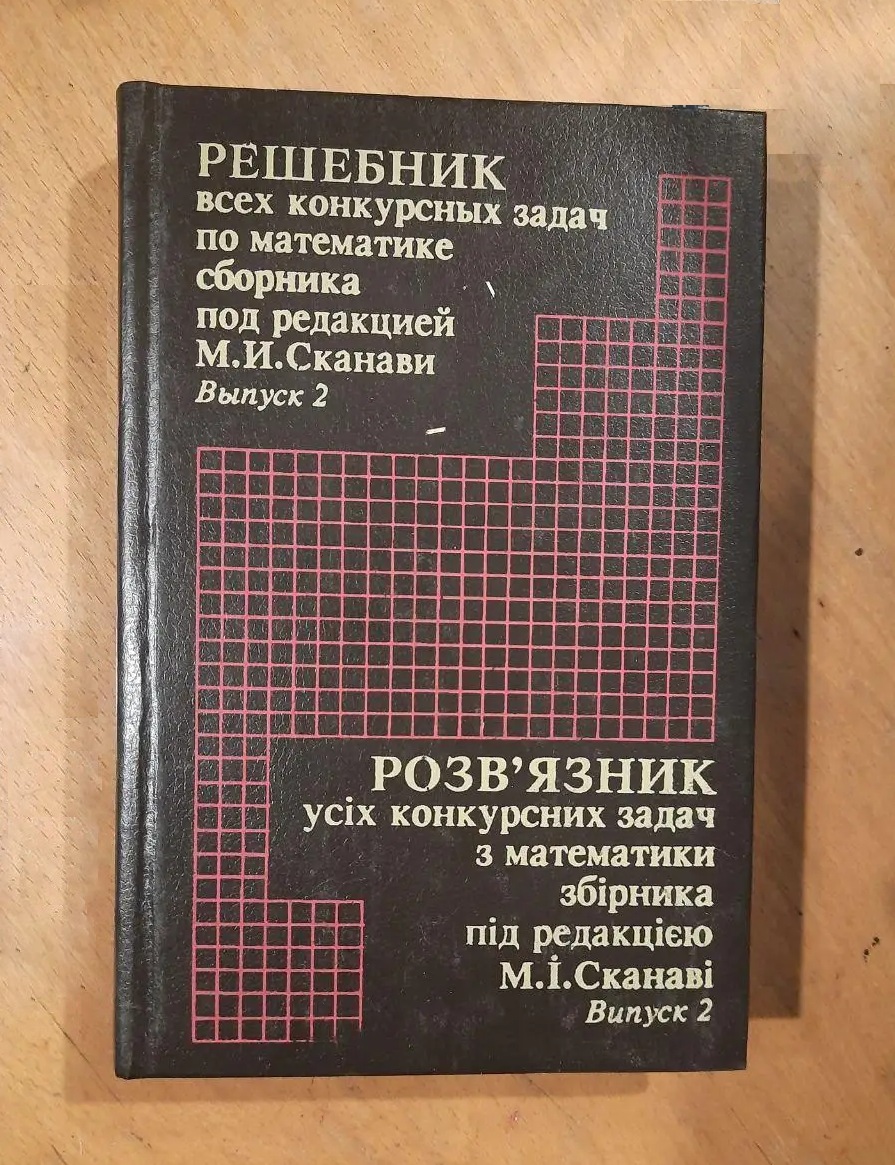 РЕШЕБНИК
всех конкурсных задач
по математике
сборника
под редакцией
М.И.Сканави
Выпуск 2
РОЗВ'ЯЗНИК
усіх конкурсних задач
з математики
збірника
під редакцією
М.І.Сканаві
Випуск 2